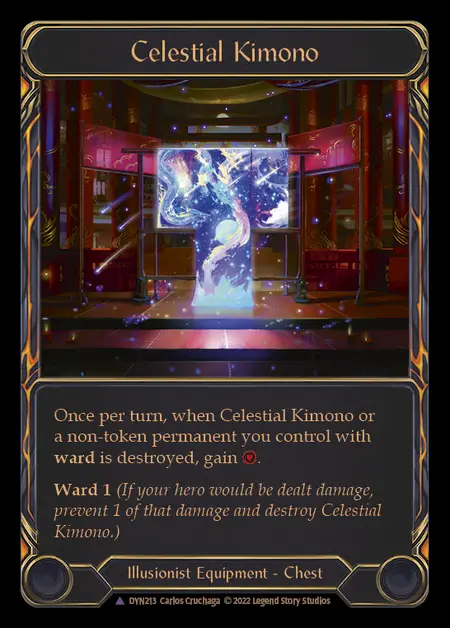 Celestial Kimono
Once per turn, when Celestial Kimono or
a non-token permanent you control with
ward is destroyed, gain .
Ward 1 (If your hero would be dealt damage,
prevent 1 of that damage and destroy Celestial
Kimono.)
Illusionist Equipment - Chest
DYN213 Carlos Cruchaga © 2022 Legend Story Studios